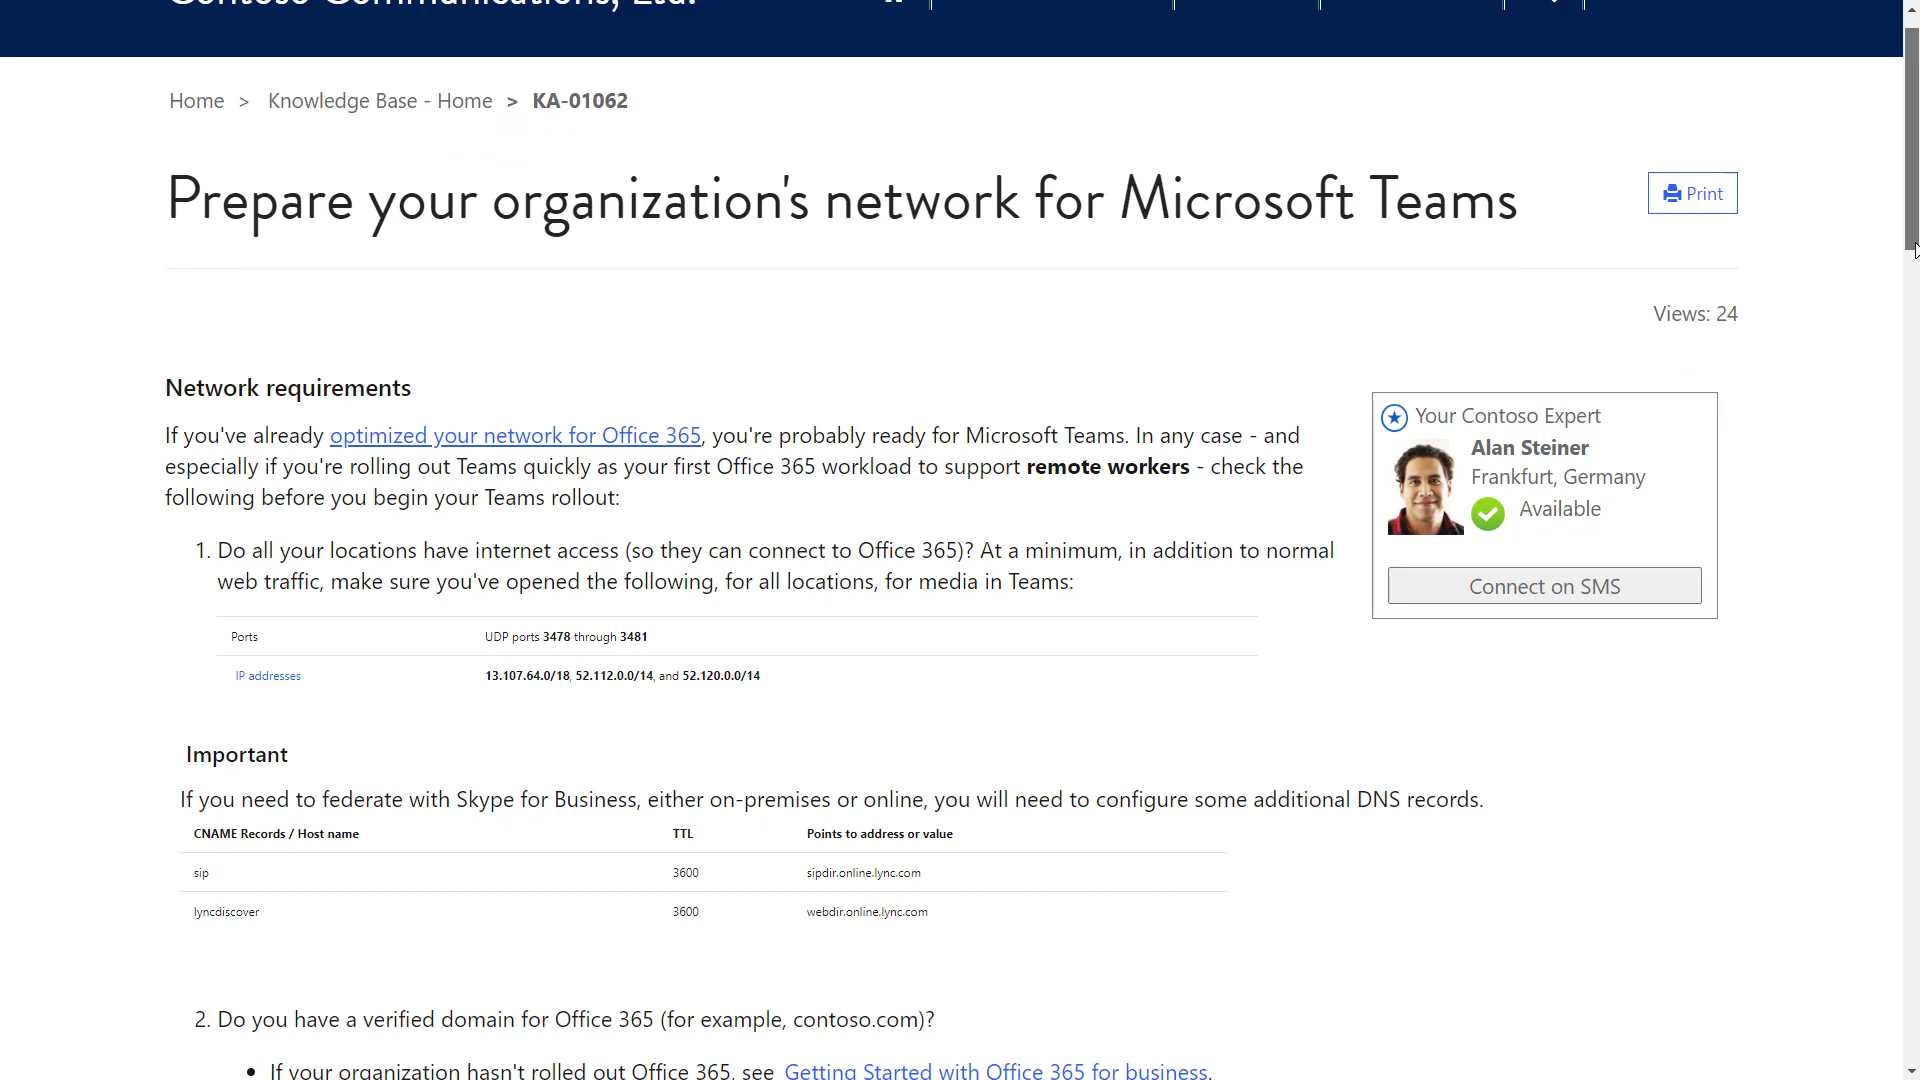 Contoso Communications, Ltd.
Home > Knowledge Base - Home > KA-01062
Prepare your organization's network for Microsoft Teams
Print
Views: 24
Network requirements
If you've already optimized your network for Office 365, you're probably ready for Microsoft Teams. In any case - and
especially if you're rolling out Teams quickly as your first Office 365 workload to support remote workers - check the
following before you begin your Teams rollout:
Your Contoso Expert
Alan Steiner
Frankfurt, Germany
Available
Connect on SMS
1. Do all your locations have internet access (so they can connect to Office 365)? At a minimum, in addition to normal
web traffic, make sure you've opened the following, for all locations, for media in Teams:
Ports UDP ports 3478 through 3481
IP addresses 13.107.64.0/18, 52.112.0.0/14, and 52.120.0.0/14
Important
If you need to federate with Skype for Business, either on-premises or online, you will need to configure some additional DNS records.
CNAME Records / Host name TTL Points to address or value
sip 3600 sipdir.online.lync.com
lyncdiscover 3600 webdir.online.lync.com
2. Do you have a verified domain for Office 365 (for example, contoso.com)?
• If your organization hasn't rolled out Office 365, see Getting Started with Office 365 for business.